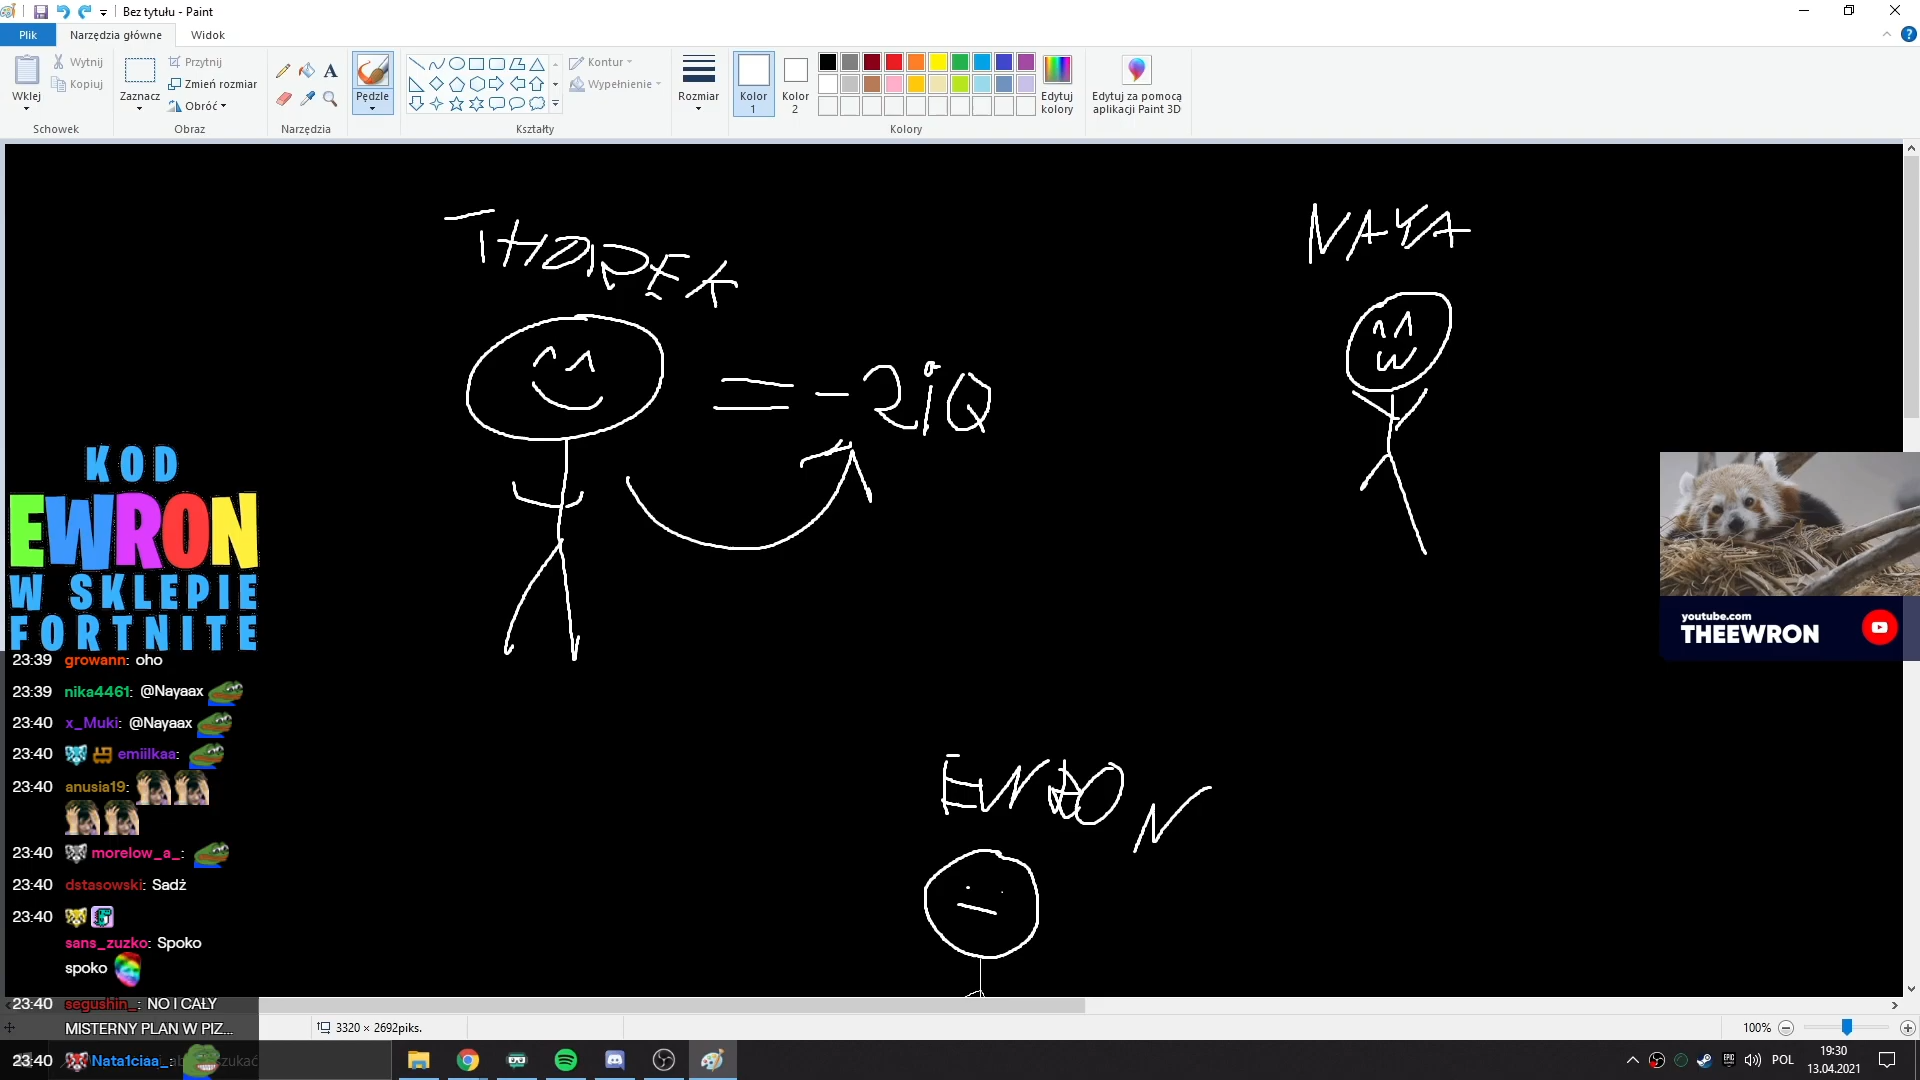 Bez tytułu - Paint
Plik Narzędzia główne Widok
Wklej
Wytnij
Kopiuj
Schowek
Zaznacz
Przytnij
Zmień rozmiar
Obróć
Obraz
Narzędzia
Pędzle
Kształty
Kontur
Wypełnienie
Rozmiar
Kolor 1
Kolor 2
Edytuj kolory
Edytuj za pomocą aplikacji Paint 3D
Kolory
THOREK
NAYA
= -2iQ
EWRON
KOD
EWRON
W SKLEPIE
FORTNITE
youtube.com
THEEWRON
23:39 growann: oho
23:39 nika4461: @Nayaax
23:40 x_Muki: @Nayaax
23:40 emiilkaa:
23:40 anusia19:
23:40 morelow_a_:
23:40 dstasowski: Sadż
23:40
sans_zuzko: Spoko
spoko
23:40 segushin_: NO I CAŁY
MISTERNY PLAN W PIZ...
23:40 Nata1ciaa_:
3320 × 2692piks.
100%
POL
19:30
13.04.2021